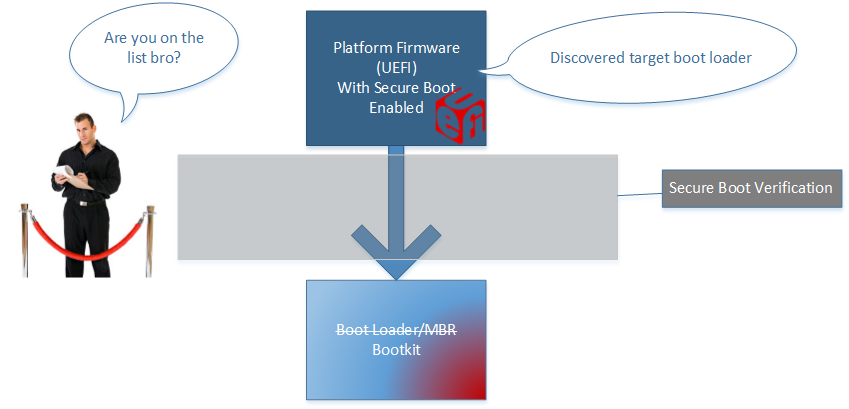 Are you on the
list bro?
Platform Firmware
(UEFI)
With Secure Boot
Enabled
uefi
Discovered target boot loader
Secure Boot Verification
Boot Loader/MBR
Bootkit